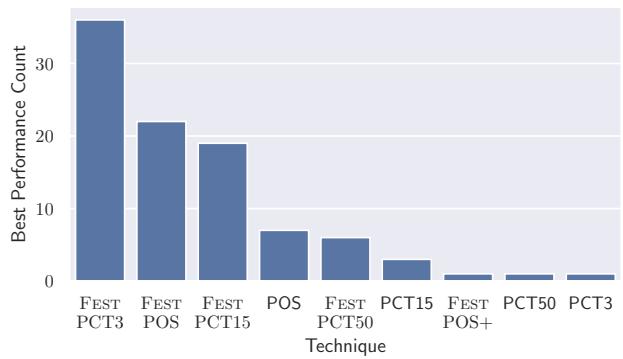 Best Performance Count
30
20
10
0
FEST PCT3
FEST POS
FEST PCT15
POS
FEST PCT50
PCT15
FEST POS+
PCT50
PCT3
Technique